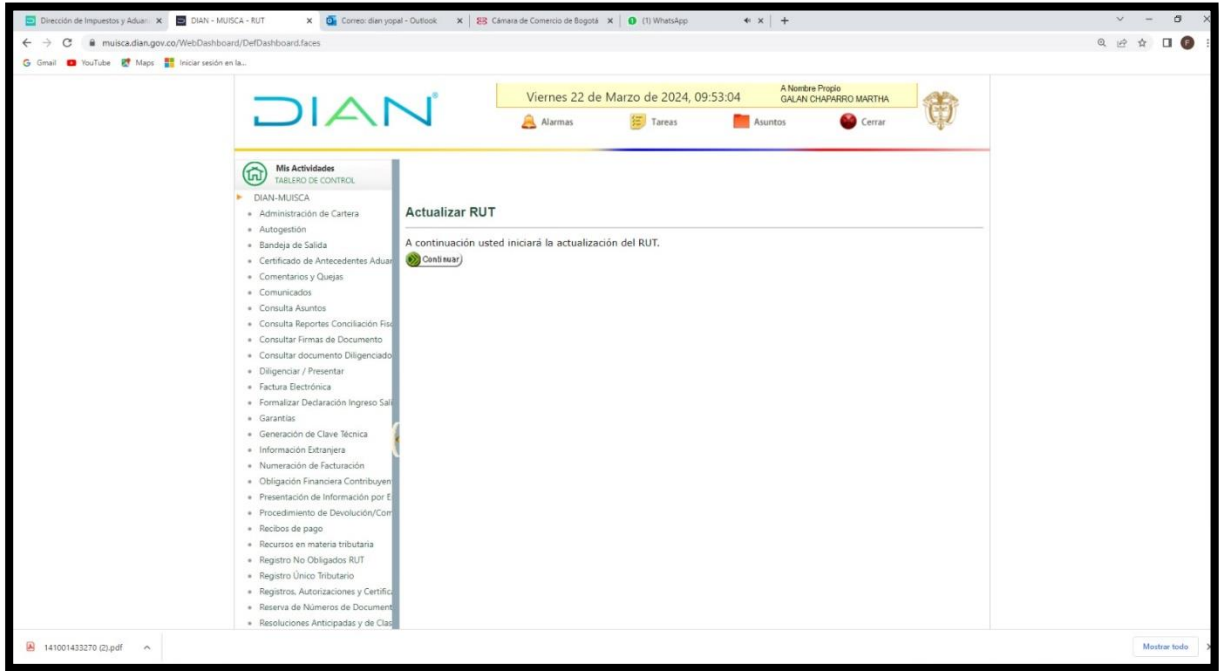 Dirección de Impuestos y Aduan
DIAN - MUISCA - RUT
Correo: dian yopal - Outlook
Cámara de Comercio de Bogotá
(1) WhatsApp
muisca.dian.gov.co/WebDashboard/DefDashboard.faces
Gmail
YouTube
Maps
Iniciar sesión en la...
DIAN
Viernes 22 de Marzo de 2024, 09:53:04
A Nombre Propio
GALAN CHAPARRO MARTHA
Alarmas
Tareas
Asuntos
Cerrar
Mis Actividades
TABLERO DE CONTROL
DIAN-MUISCA
Administración de Cartera
Autogestión
Bandeja de Salida
Certificado de Antecedentes Aduar
Comentarios y Quejas
Comunicados
Consulta Asuntos
Consulta Reportes Conciliación Fisc
Consultar Firmas de Documento
Consultar documento Diligenciado
Diligenciar / Presentar
Factura Electrónica
Formalizar Declaración Ingreso Sali
Garantías
Generación de Clave Técnica
Información Extranjera
Numeración de Facturación
Obligación Financiera Contribuyen
Presentación de Información por E
Procedimiento de Devolución/Com
Recibos de pago
Recursos en materia tributaria
Registro No Obligados RUT
Registro Único Tributario
Registros, Autorizaciones y Certific
Reserva de Números de Document
Resoluciones Anticipadas y de Clas
Actualizar RUT
A continuación usted iniciará la actualización del RUT.
Continuar
141001433270 (2).pdf
Mostrar todo